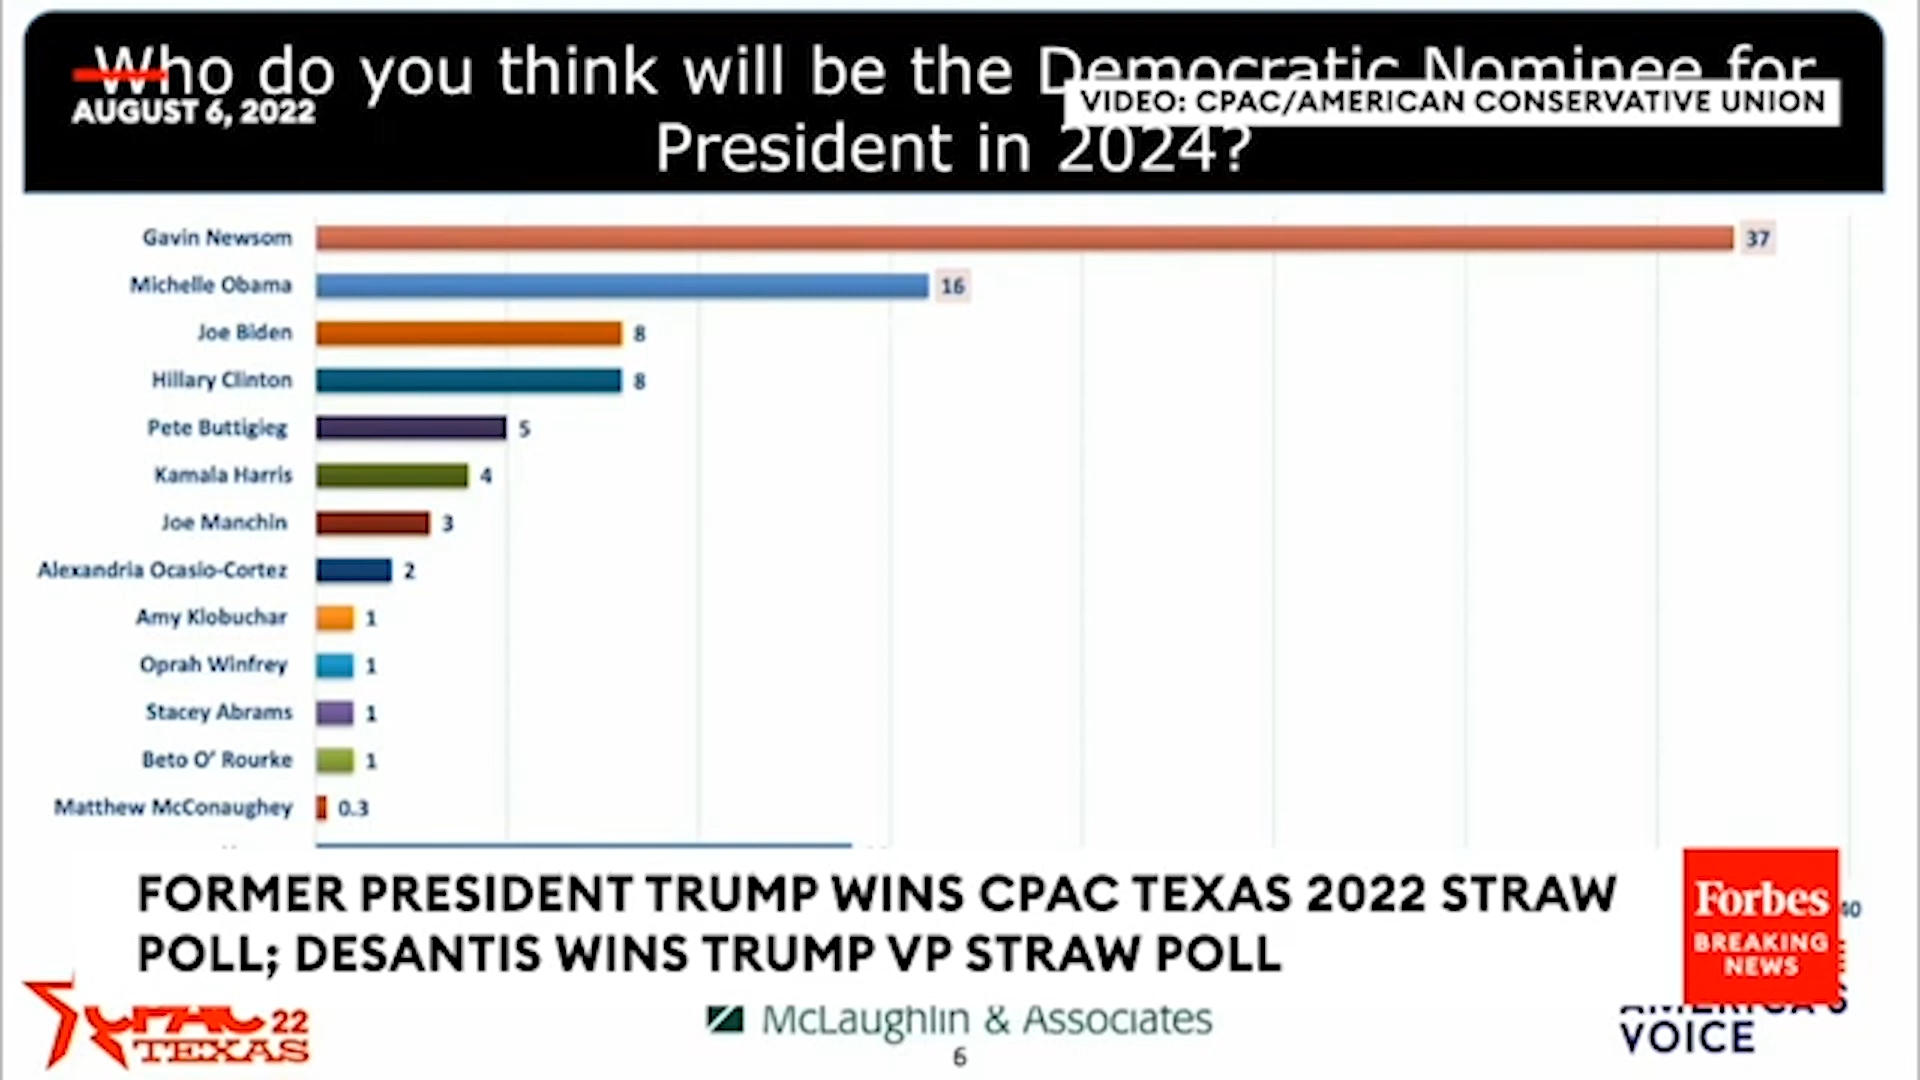 Who do you think will be the Democratic Nominee for
President in 2024?
AUGUST 6, 2022
VIDEO: CPAC/AMERICAN CONSERVATIVE UNION
Gavin Newsom 37
Michelle Obama 16
Joe Biden 8
Hillary Clinton 8
Pete Buttigieg 5
Kamala Harris 4
Joe Manchin 3
Alexandria Ocasio-Cortez 2
Amy Klobuchar 1
Oprah Winfrey 1
Stacey Abrams 1
Beto O' Rourke 1
Matthew McConaughey 0.3
40
FORMER PRESIDENT TRUMP WINS CPAC TEXAS 2022 STRAW
POLL; DESANTIS WINS TRUMP VP STRAW POLL
Forbes
BREAKING
NEWS
CPAC 22
TEXAS
McLaughlin & Associates
6
AMERICA'S
VOICE